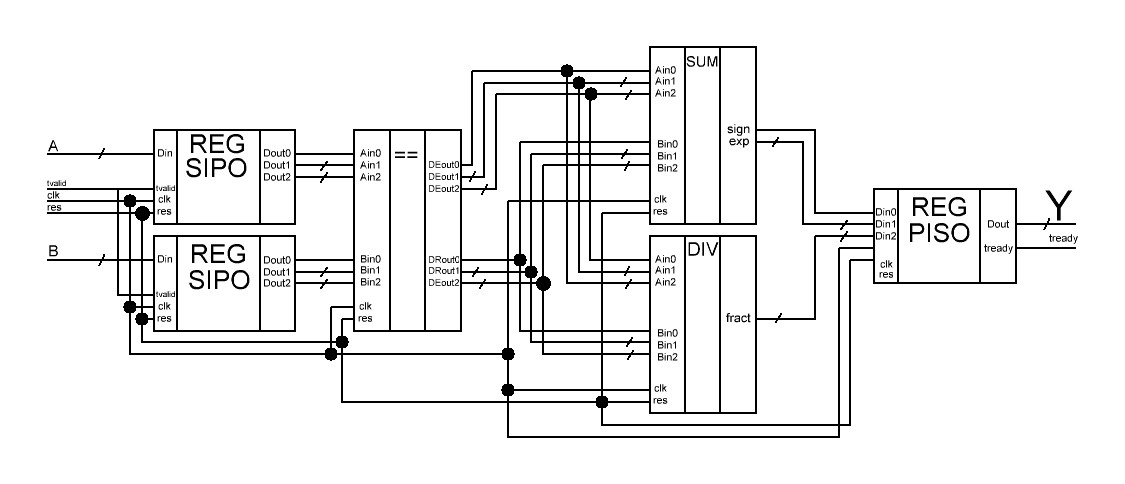 A
tvalid
clk
res
B
REG
SIPO
Din
tvalid
clk
res
Dout0
Dout1
Dout2
REG
SIPO
Din
tvalid
clk
res
Dout0
Dout1
Dout2
==
Ain0
Ain1
Ain2
Bin0
Bin1
Bin2
clk
res
DEout0
DEout1
DEout2
DRout0
DRout1
DEout2
SUM
Ain0
Ain1
Ain2
Bin0
Bin1
Bin2
clk
res
sign
exp
DIV
Ain0
Ain1
Ain2
Bin0
Bin1
Bin2
clk
res
fract
REG
PISO
Din0
Din1
Din2
clk
res
Dout
tready
Y
tready